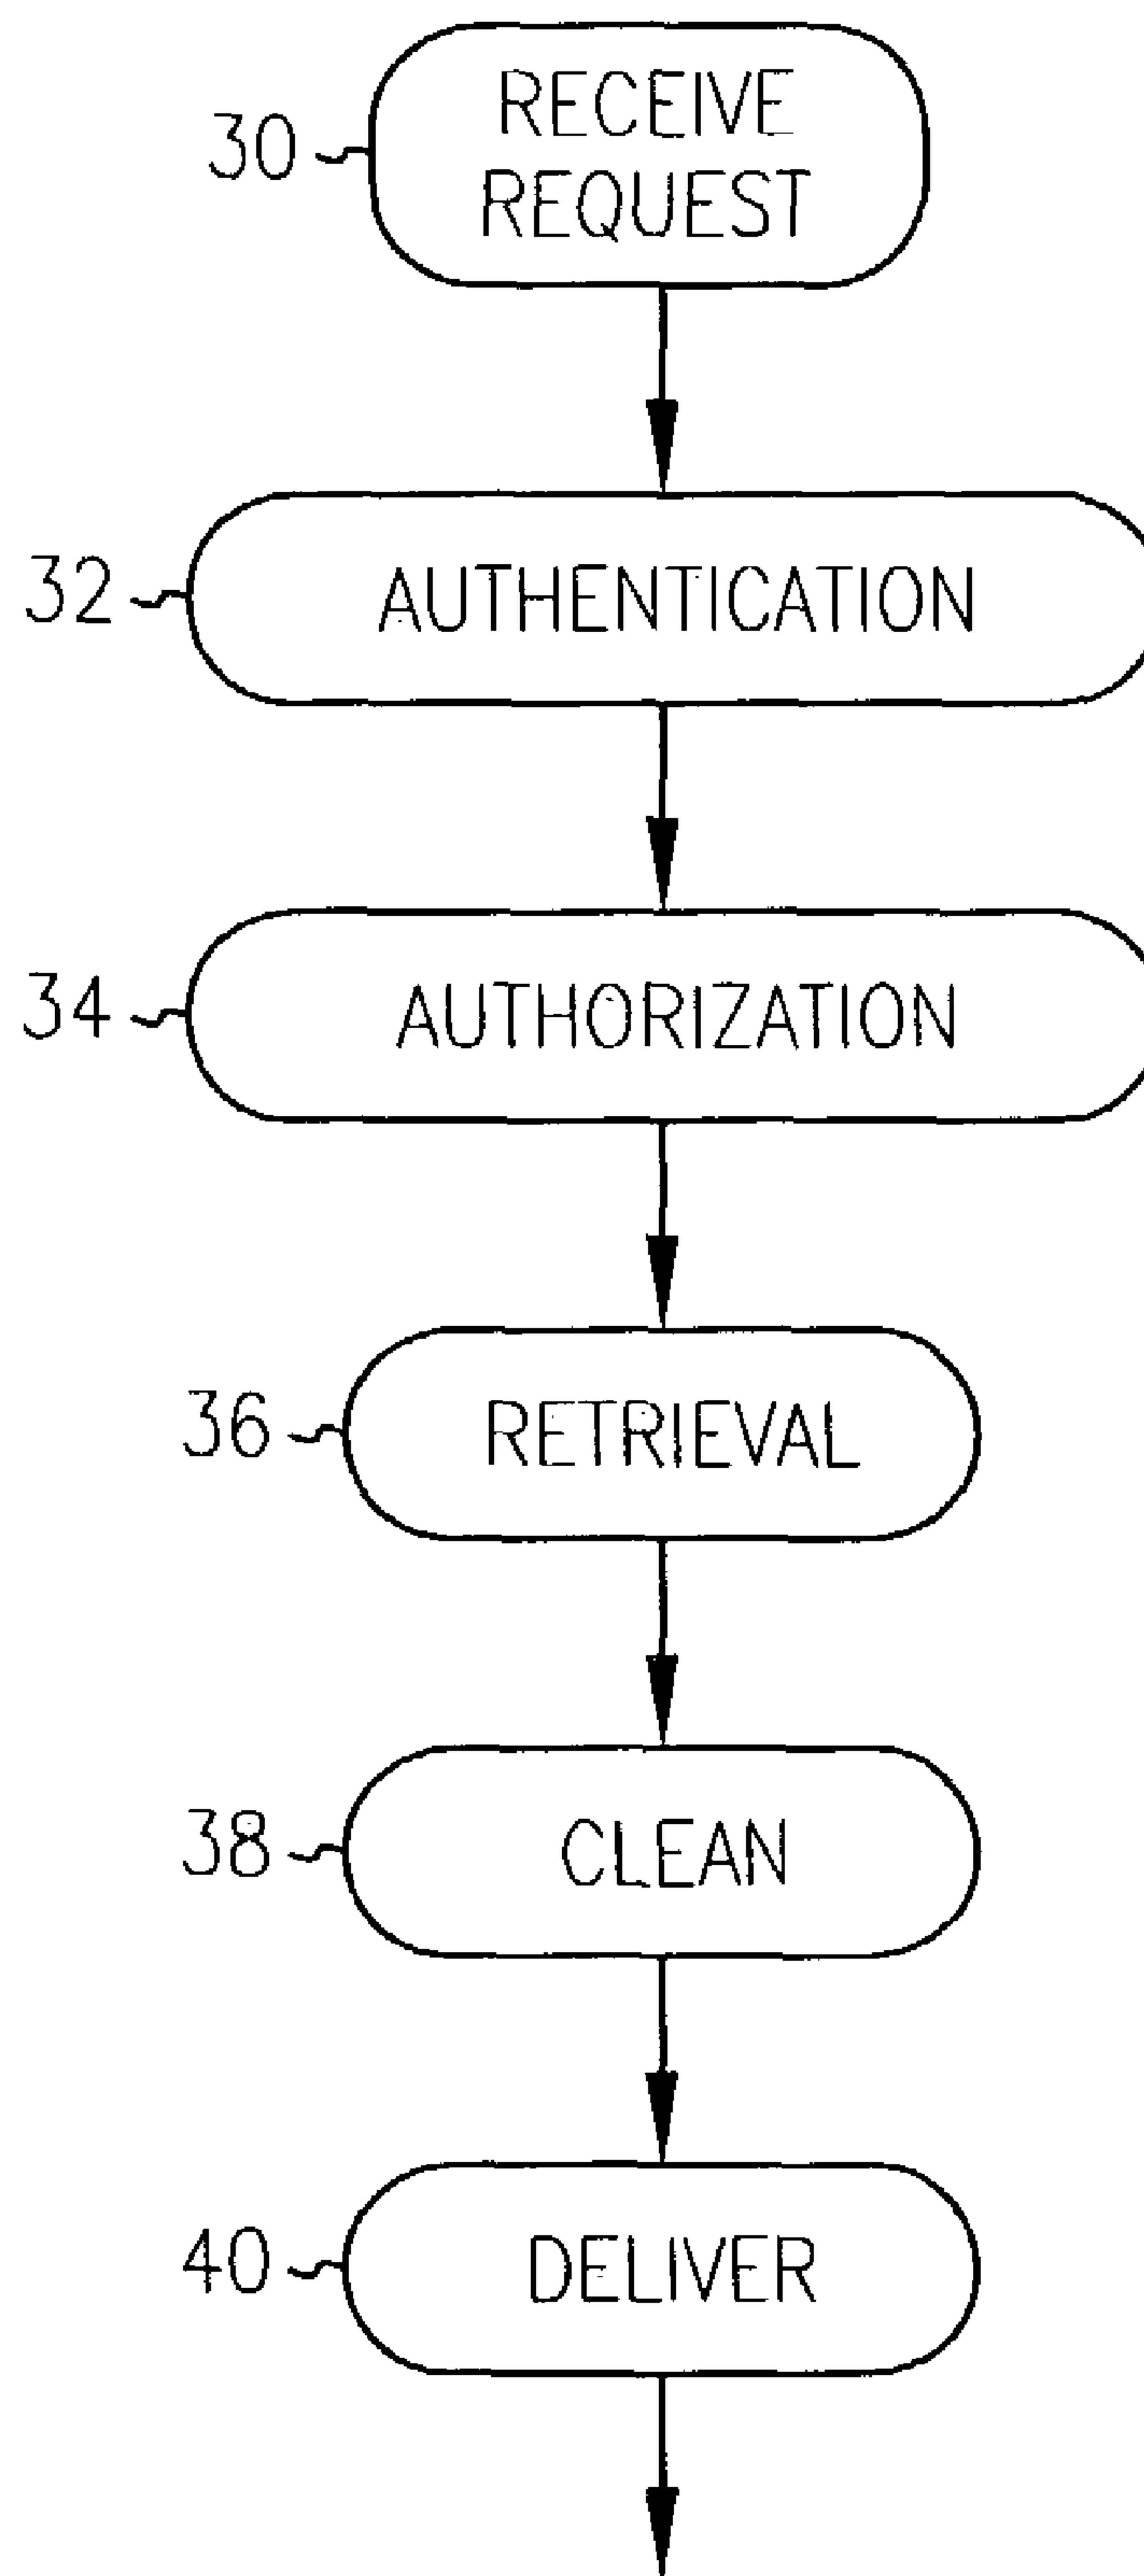 RECEIVE
30
REQUEST
32 AUTHENTICATION
34 AUTHORIZATION
36 RETRIEVAL
38 CLEAN
40 DELIVER